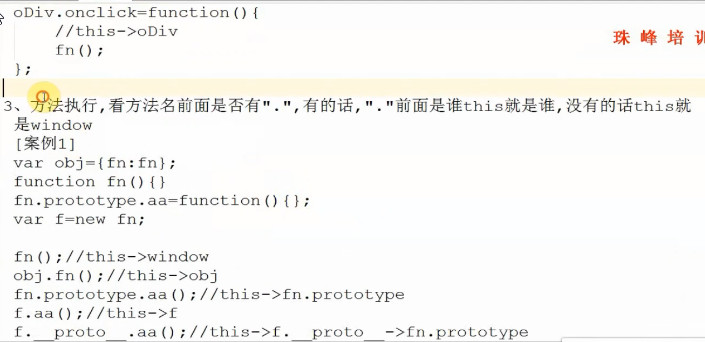 oDiv.onclick=function(){
//this->oDiv
fn();
};
珠峰培训
3、方法执行,看方法名前面是否有".",有的话,"."前面是谁this就是谁,没有的话this就
是window
[案例1]
var obj={fn:fn};
function fn(){}
fn.prototype.aa=function(){};
var f=new fn;
fn();//this->window
obj.fn();//this->obj
fn.prototype.aa();//this->fn.prototype
f.aa();//this->f
f.__proto__.aa();//this->f.__proto__->fn.prototype